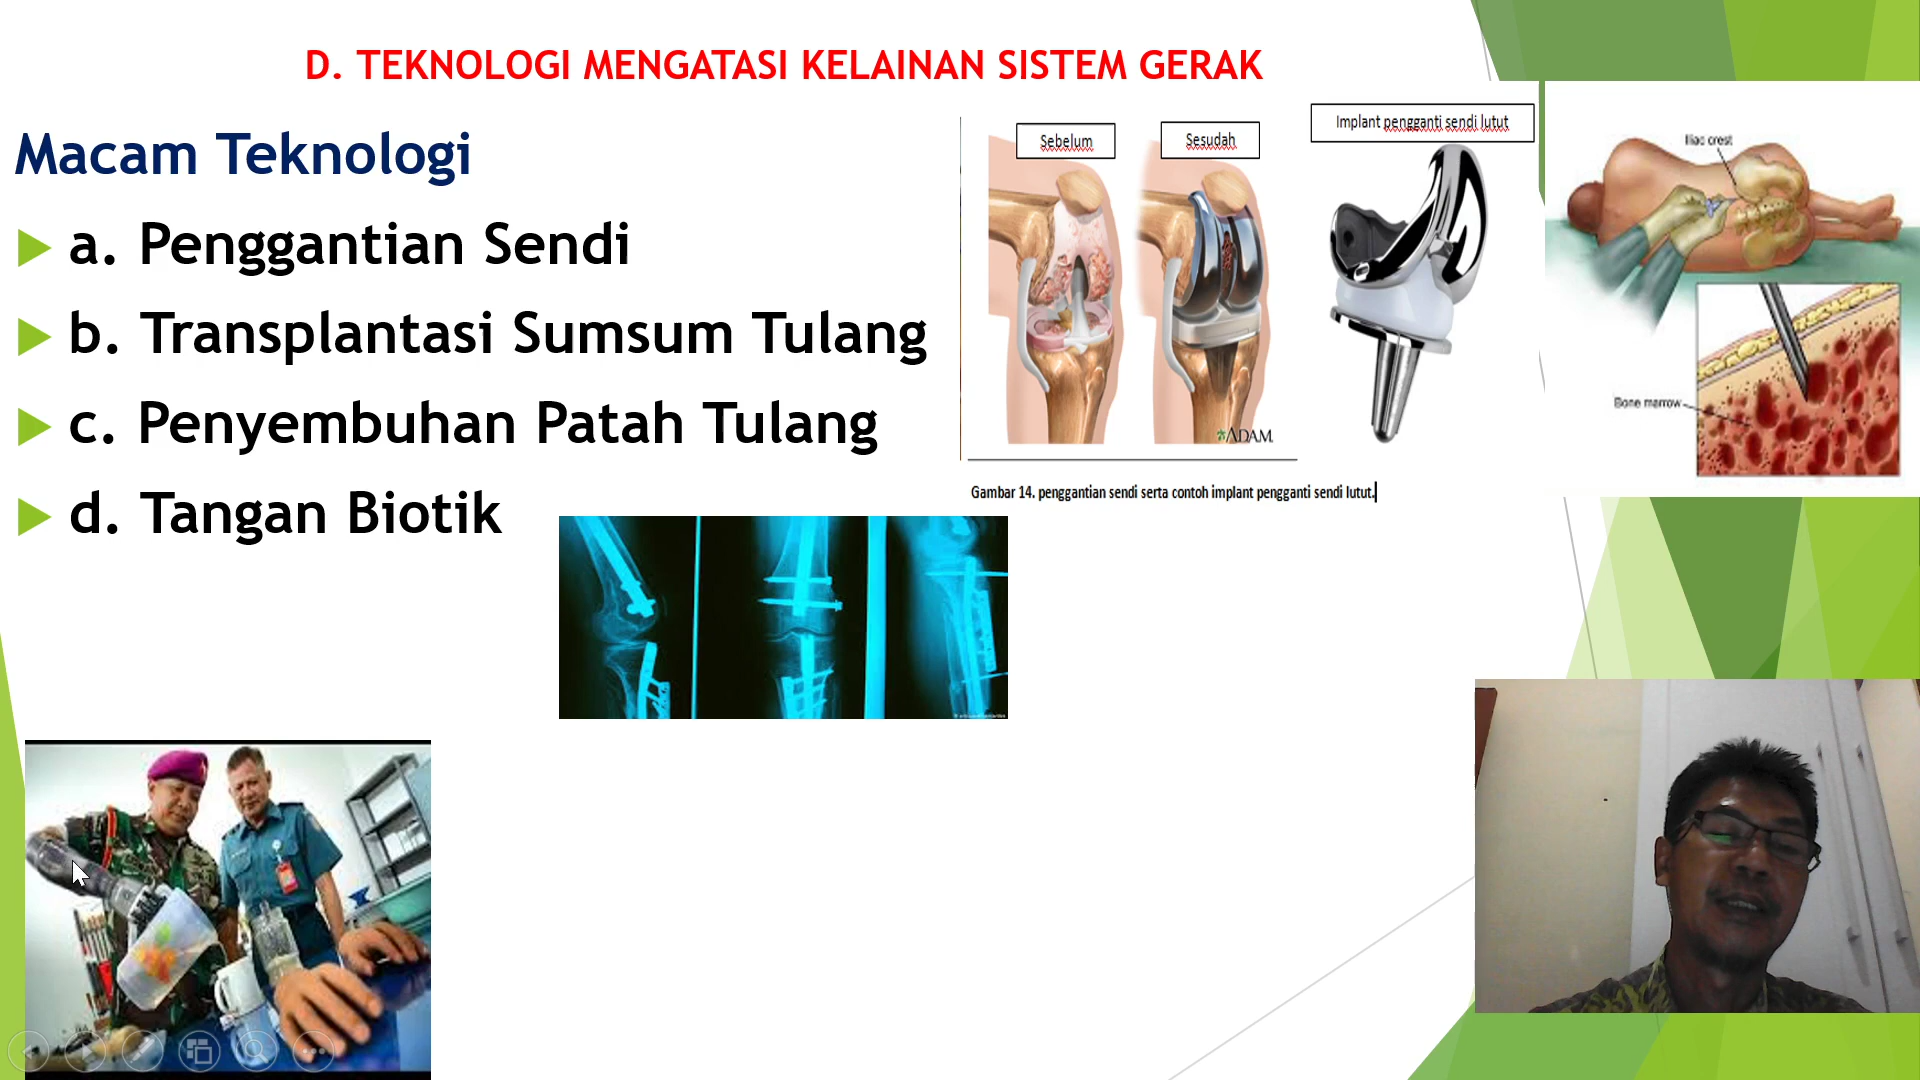 D. TEKNOLOGI MENGATASI KELAINAN SISTEM GERAK
Macam Teknologi
a. Penggantian Sendi
b. Transplantasi Sumsum Tulang
c. Penyembuhan Patah Tulang
d. Tangan Biotik
Sebelum
Sesudah
Implant pengganti sendi lutut
ADAM
Gambar 14. penggantian sendi serta contoh implant pengganti sendi lutut.
Iliac crest
Bone marrow